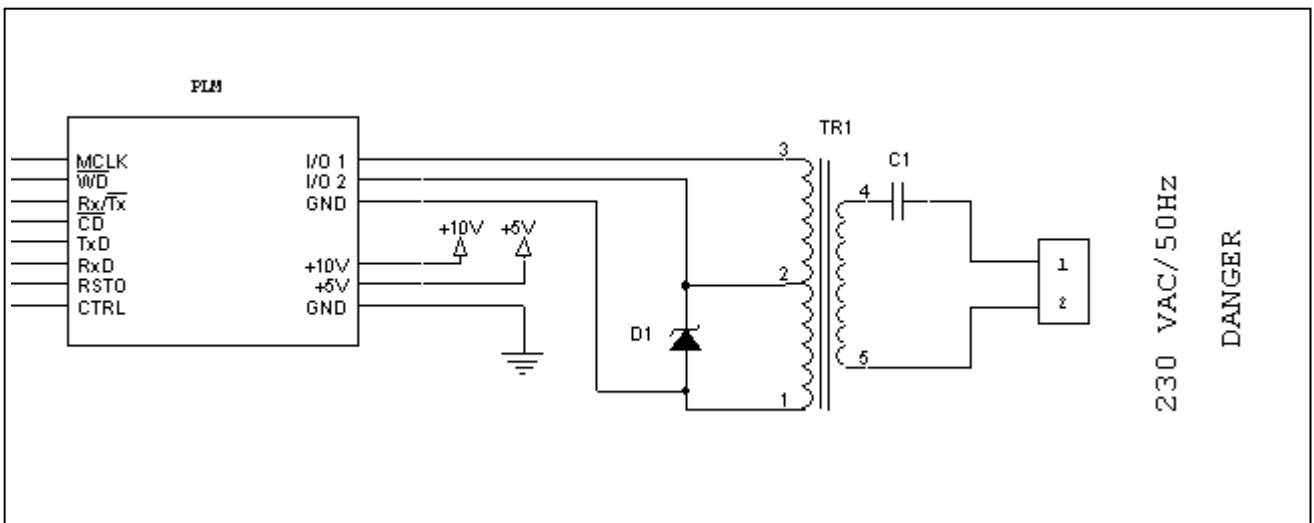 PLM
MCLK
WD
Rx/Tx
CD
TxD
RxD
RSTO
CTRL
I/O 1
I/O 2
GND
+10V
+5V
GND
+10V
+5V
D1
TR1
3
2
1
4
5
C1
1
2
230 VAC/50Hz
DANGER